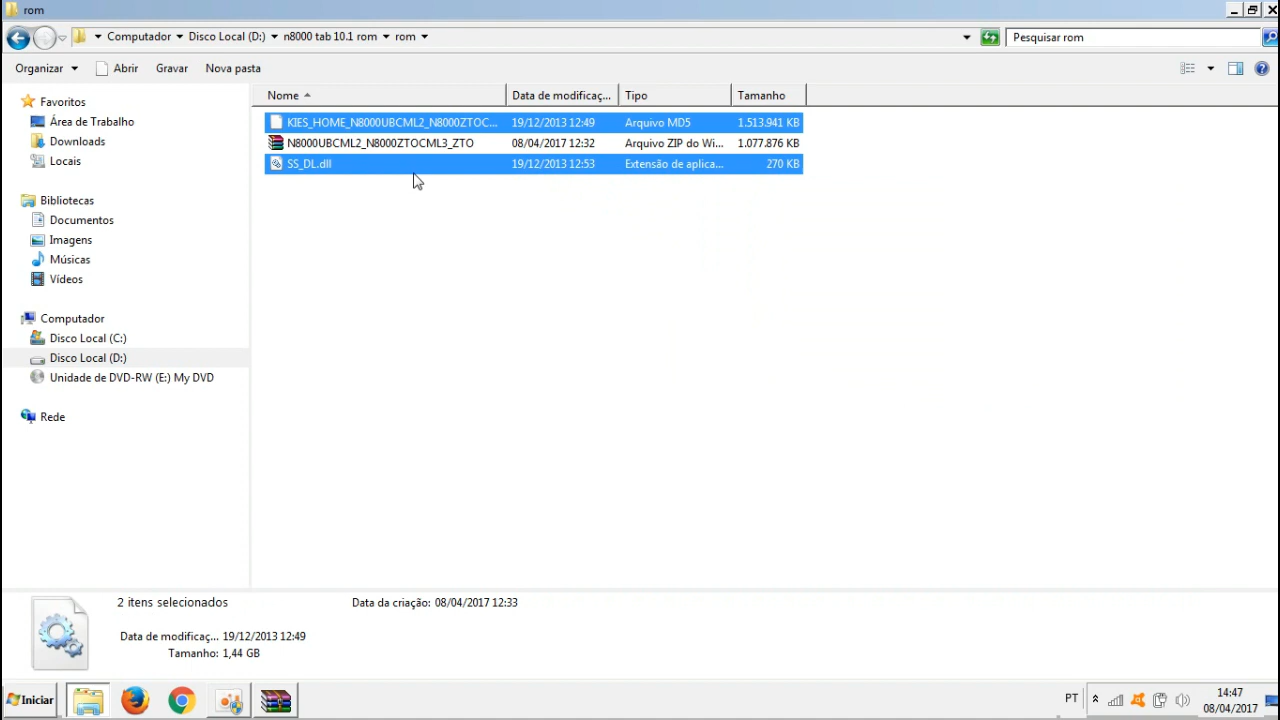 rom
Computador Disco Local (D:) n8000 tab 10.1 rom rom
Pesquisar rom
Organizar Abrir Gravar Nova pasta
Nome Data de modificaç... Tipo Tamanho
KIES_HOME_N8000UBCML2_N8000ZTOC... 19/12/2013 12:49 Arquivo MD5 1.513.941 KB
N8000UBCML2_N8000ZTOCML3_ZTO 08/04/2017 12:32 Arquivo ZIP do Wi... 1.077.876 KB
SS_DL.dll 19/12/2013 12:53 Extensão de aplica... 270 KB
Favoritos
Área de Trabalho
Downloads
Locais
Bibliotecas
Documentos
Imagens
Músicas
Vídeos
Computador
Disco Local (C:)
Disco Local (D:)
Unidade de DVD-RW (E:) My DVD
Rede
2 itens selecionados
Data da criação: 08/04/2017 12:33
Data de modificaç... 19/12/2013 12:49
Tamanho: 1,44 GB
Iniciar
PT
14:47
08/04/2017